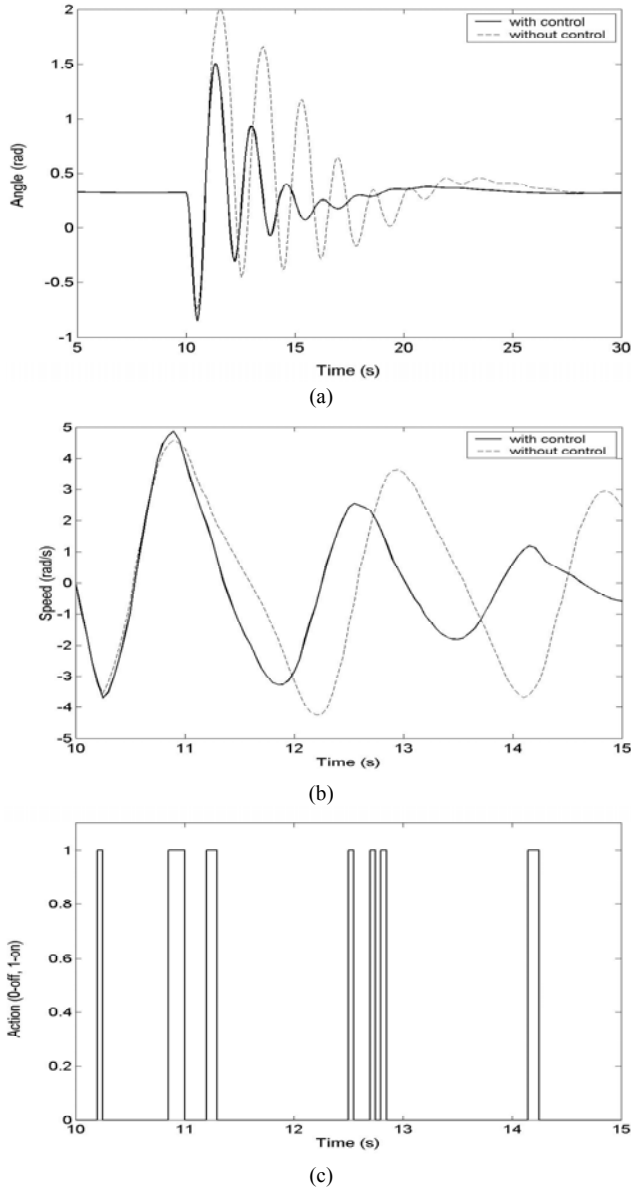 2
1.5
1
0.5
0
-0.5
-1
Angle (rad)
with control
without control
5 10 15 20 25 30
Time (s)
(a)
5
4
3
2
1
0
-1
-2
-3
-4
-5
Speed (rad/s)
with control
without control
10 11 12 13 14 15
Time (s)
(b)
1
0.8
0.6
0.4
0.2
0
Action (0-off, 1-on)
10 11 12 13 14 15
Time (s)
(c)